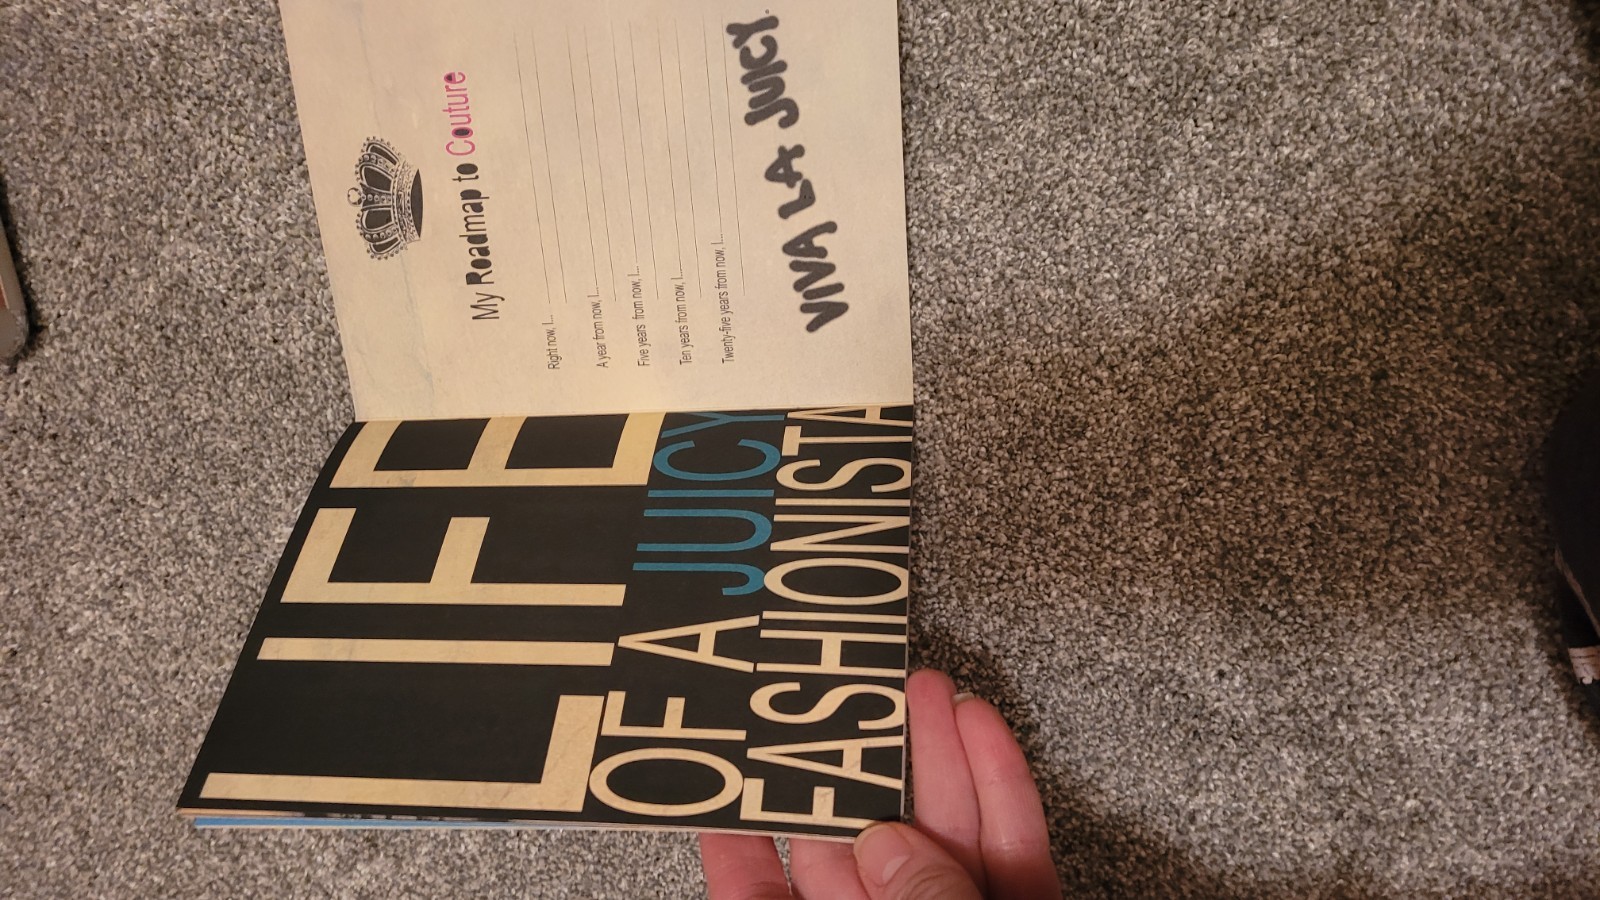 LIFE
OF A JUICY
FASHIONISTA
My Roadmap to Couture
Right now, I...
A year from now, I...
Five years from now, I...
Ten years from now, I...
Twenty-five years from now, I...
VIVA LA JUICY.